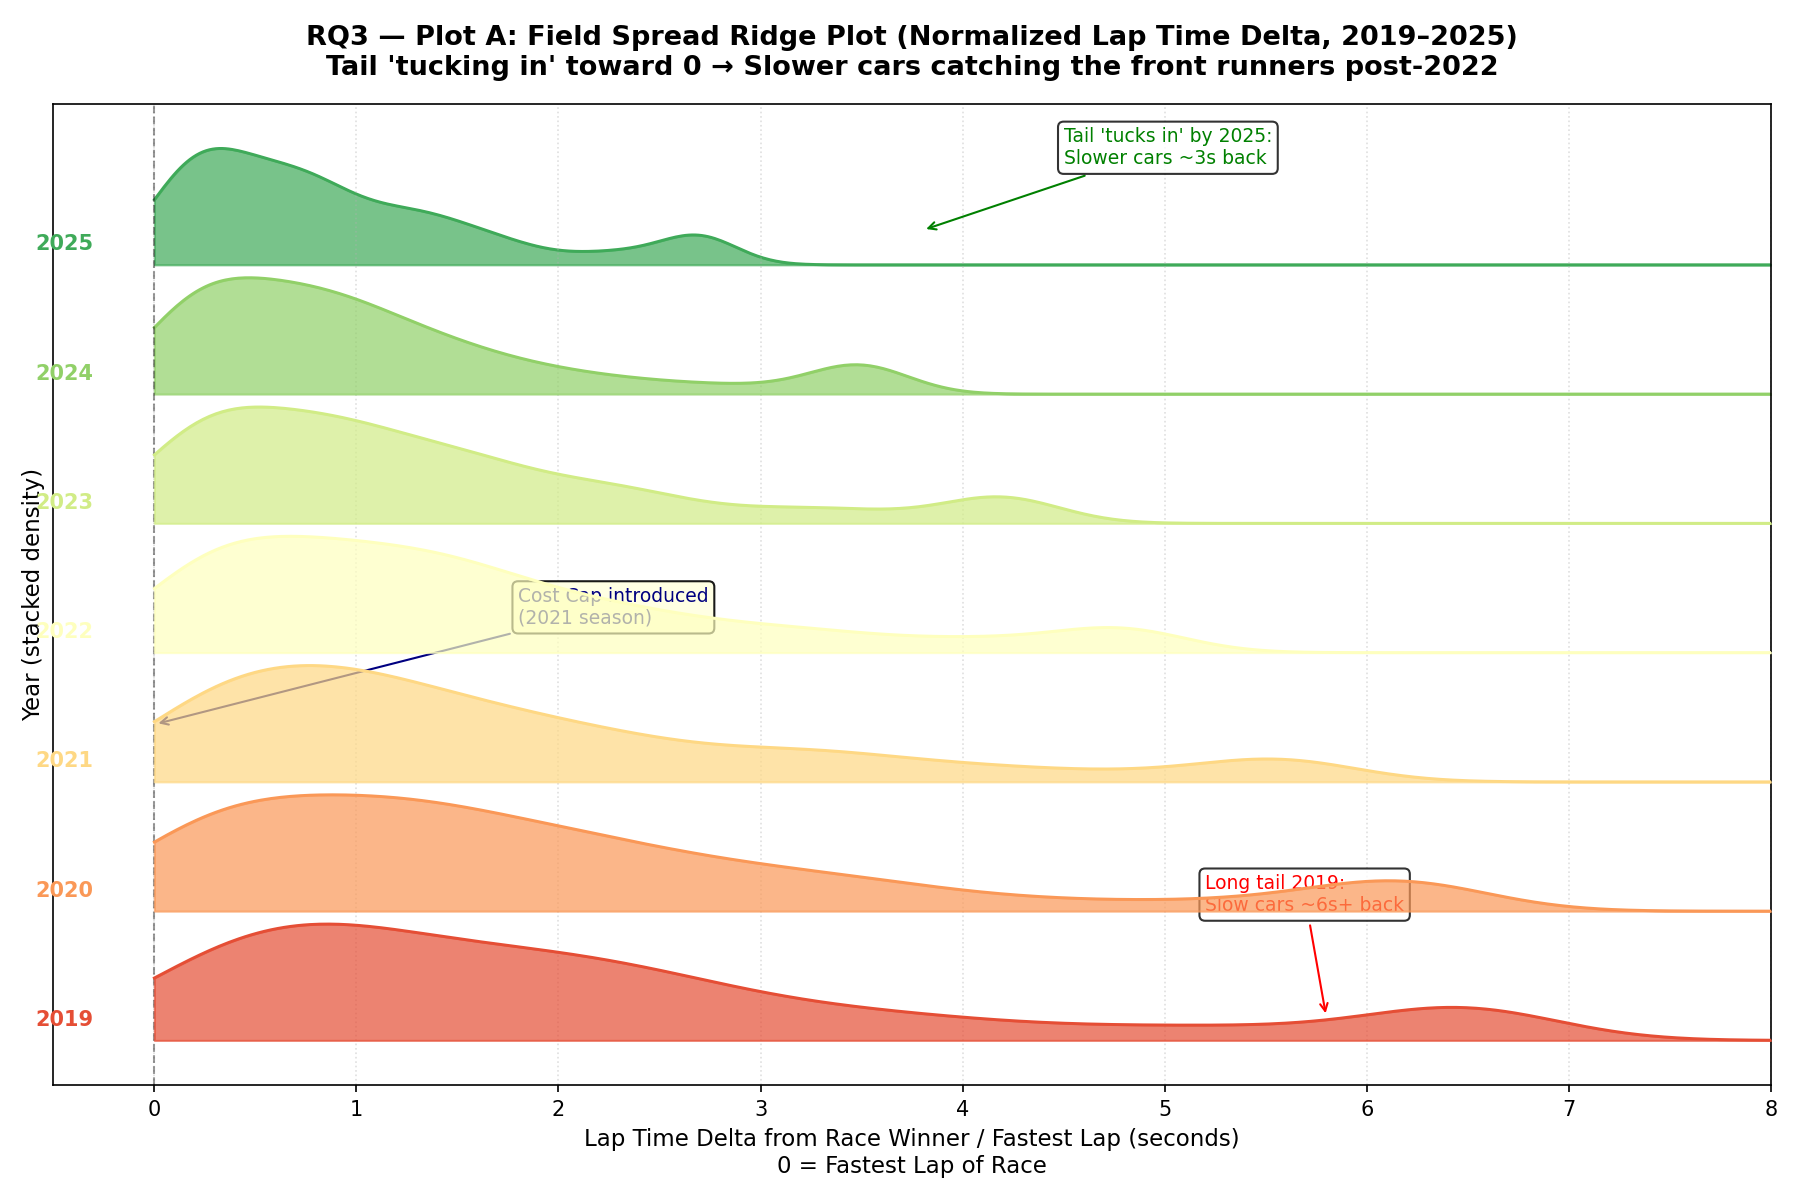 RQ3 — Plot A: Field Spread Ridge Plot (Normalized Lap Time Delta, 2019–2025)
Tail 'tucking in' toward 0 → Slower cars catching the front runners post-2022
Tail 'tucks in' by 2025:
Slower cars ~3s back
2025
2024
2023
Year (stacked density)
Cost Cap introduced
(2021 season)
2022
2021
Long tail 2019:
Slow cars ~6s+ back
2020
2019
0 1 2 3 4 5 6 7 8
Lap Time Delta from Race Winner / Fastest Lap (seconds)
0 = Fastest Lap of Race